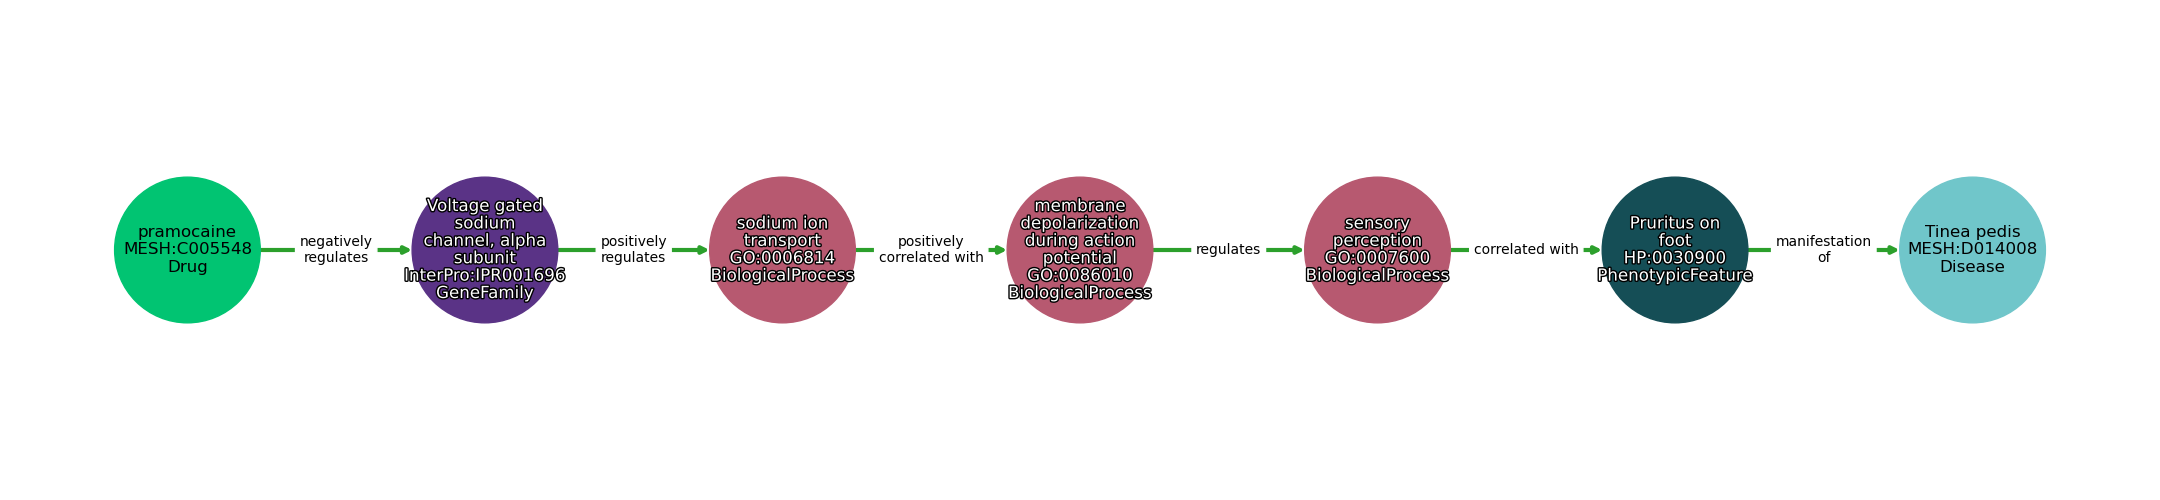 pramocaine
MESH:C005548
Drug
negatively
regulates
Voltage gated
sodium
channel, alpha
subunit
InterPro:IPR001696
GeneFamily
positively
regulates
sodium ion
transport
GO:0006814
BiologicalProcess
positively
correlated with
membrane
depolarization
during action
potential
GO:0086010
BiologicalProcess
regulates
sensory
perception
GO:0007600
BiologicalProcess
correlated with
Pruritus on
foot
HP:0030900
PhenotypicFeature
manifestation
of
Tinea pedis
MESH:D014008
Disease